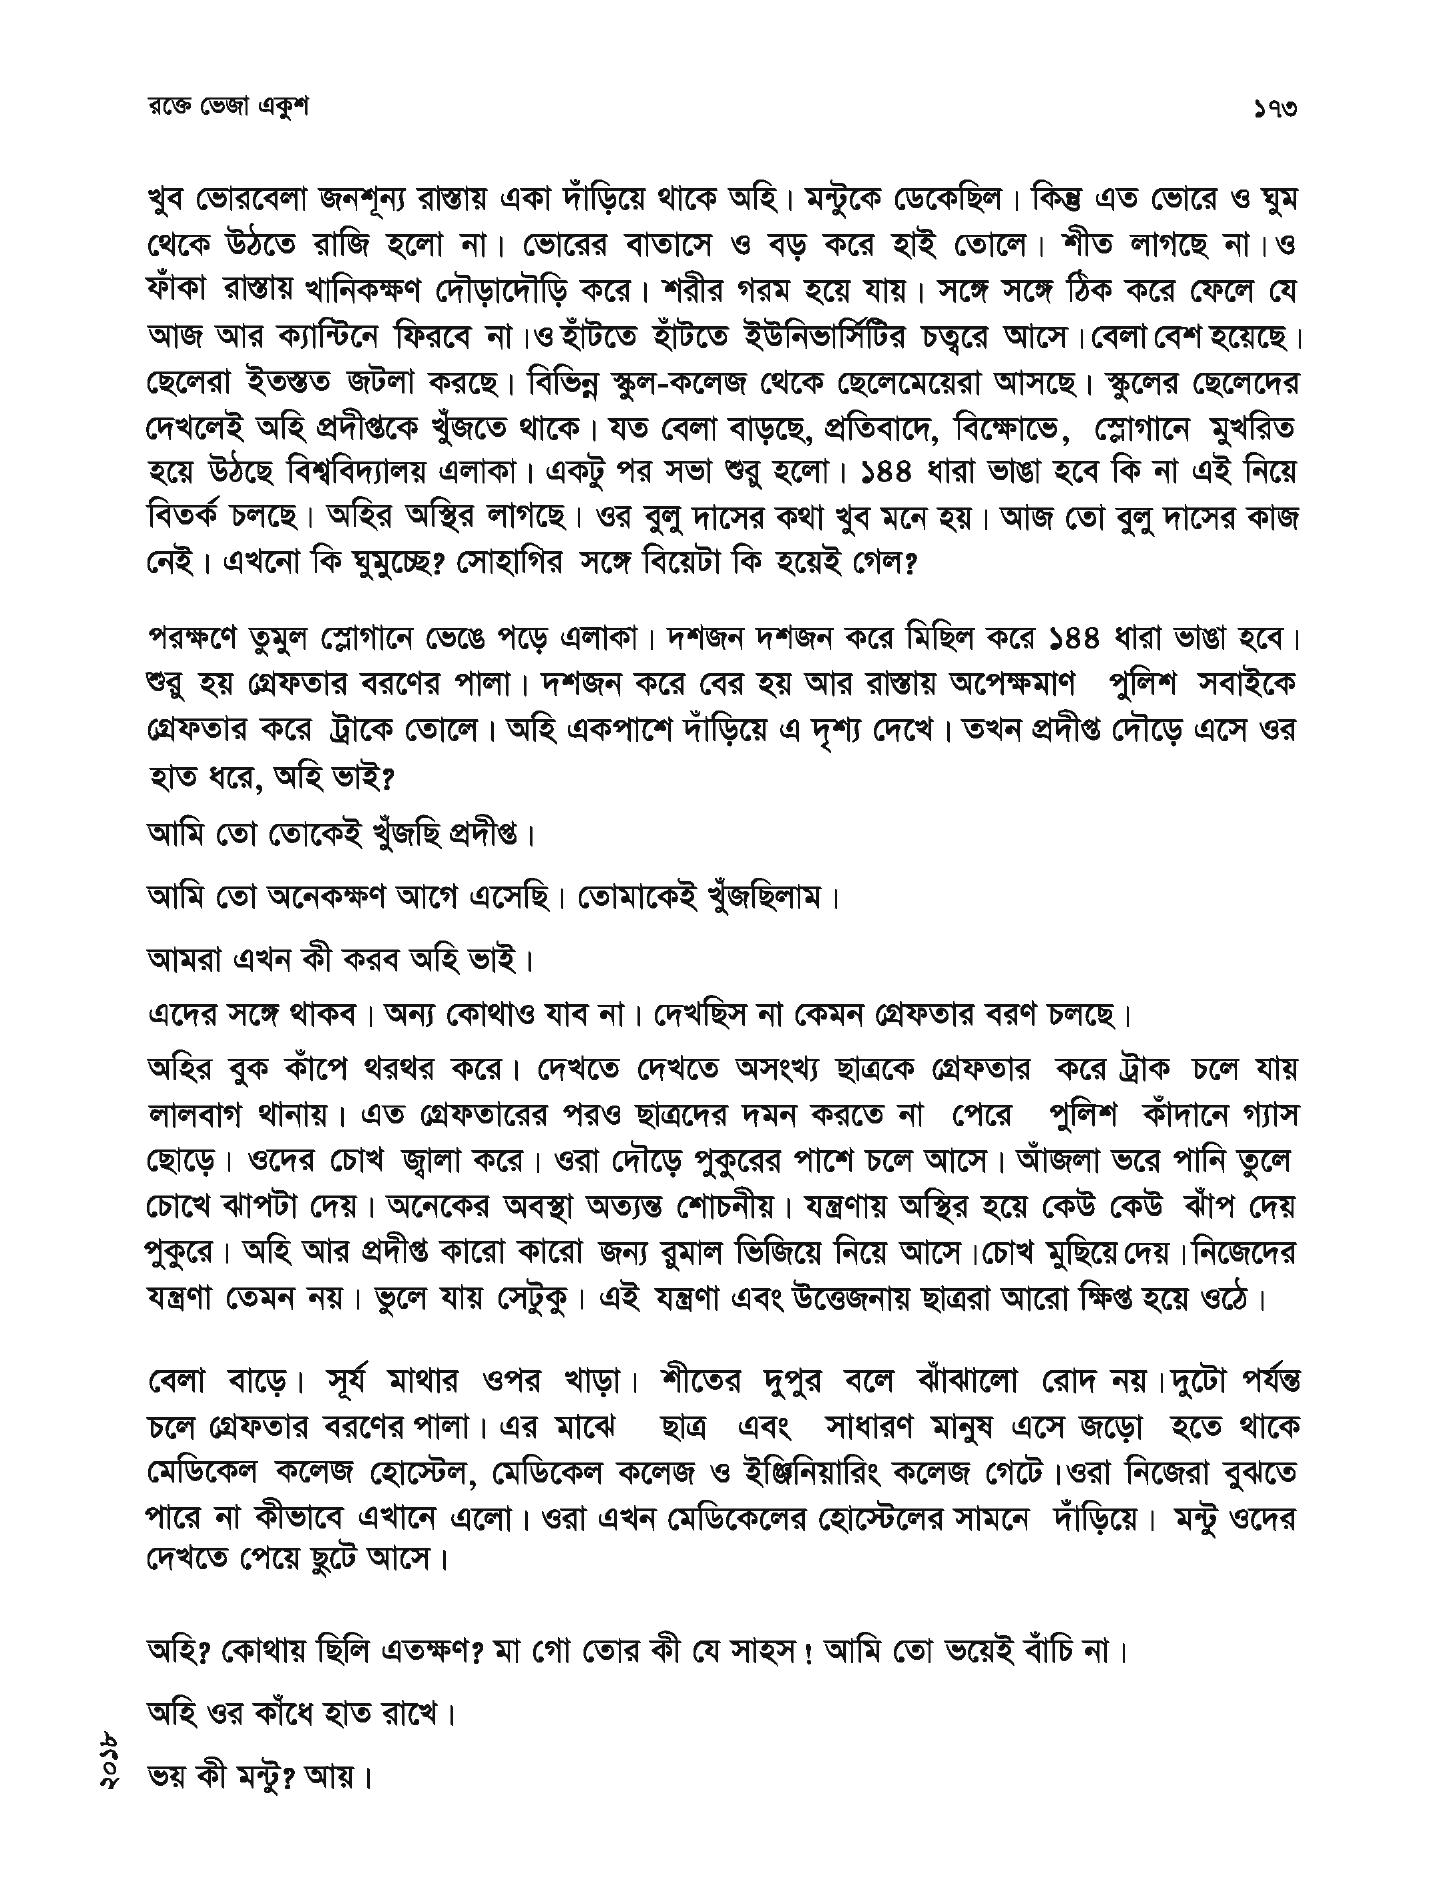 রক্তে ভেজা একুশ ১৭৩
খুব ভোরবেলা জনশূন্য রাস্তায় একা দাঁড়িয়ে থাকে অহি। মন্টুকে ডেকেছিল। কিন্তু এত ভোরে ও ঘুম
থেকে উঠতে রাজি হলো না। ভোরের বাতাসে ও বড় করে হাই তোলে। শীত লাগছে না। ও
ফাঁকা রাস্তায় খানিকক্ষণ দৌড়াদৌড়ি করে। শরীর গরম হয়ে যায়। সঙ্গে সঙ্গে ঠিক করে ফেলে যে
আজ আর ক্যান্টিনে ফিরবে না। ও হাঁটতে হাঁটতে ইউনিভার্সিটির চত্বরে আসে। বেলা বেশ হয়েছে।
ছেলেরা ইতস্তত জটলা করছে। বিভিন্ন স্কুল-কলেজ থেকে ছেলেমেয়েরা আসছে। স্কুলের ছেলেদের
দেখলেই অহি প্রদীপ্তকে খুঁজতে থাকে। যত বেলা বাড়ছে, প্রতিবাদে, বিক্ষোভে, স্লোগানে মুখরিত
হয়ে উঠছে বিশ্ববিদ্যালয় এলাকা। একটু পর সভা শুরু হলো। ১৪৪ ধারা ভাঙা হবে কি না এই নিয়ে
বিতর্ক চলছে। অহির অস্থির লাগছে। ওর বুলু দাসের কথা খুব মনে হয়। আজ তো বুলু দাসের কাজ
নেই। এখনো কি ঘুমুচ্ছে? সোহাগির সঙ্গে বিয়েটা কি হয়েই গেল?
পরক্ষণে তুমুল স্লোগানে ভেঙে পড়ে এলাকা। দশজন দশজন করে মিছিল করে ১৪৪ ধারা ভাঙা হবে।
শুরু হয় গ্রেফতার বরণের পালা। দশজন করে বের হয় আর রাস্তায় অপেক্ষমাণ পুলিশ সবাইকে
গ্রেফতার করে ট্রাকে তোলে। অহি একপাশে দাঁড়িয়ে এ দৃশ্য দেখে। তখন প্রদীপ্ত দৌড়ে এসে ওর
হাত ধরে, অহি ভাই?
আমি তো তোকেই খুঁজছি প্রদীপ্ত।
আমি তো অনেকক্ষণ আগে এসেছি। তোমাকেই খুঁজছিলাম।
আমরা এখন কী করব অহি ভাই।
এদের সঙ্গে থাকব। অন্য কোথাও যাব না। দেখছিস না কেমন গ্রেফতার বরণ চলছে।
অহির বুক কাঁপে থরথর করে। দেখতে দেখতে অসংখ্য ছাত্রকে গ্রেফতার করে ট্রাক চলে যায়
লালবাগ থানায়। এত গ্রেফতারের পরও ছাত্রদের দমন করতে না পেরে পুলিশ কাঁদানে গ্যাস
ছোড়ে। ওদের চোখ জ্বালা করে। ওরা দৌড়ে পুকুরের পাশে চলে আসে। আঁজলা ভরে পানি তুলে
চোখে ঝাপটা দেয়। অনেকের অবস্থা অত্যন্ত শোচনীয়। যন্ত্রণায় অস্থির হয়ে কেউ কেউ ঝাঁপ দেয়
পুকুরে। অহি আর প্রদীপ্ত কারো কারো জন্য রুমাল ভিজিয়ে নিয়ে আসে। চোখ মুছিয়ে দেয়। নিজেদের
যন্ত্রণা তেমন নয়। ভুলে যায় সেটুকু। এই যন্ত্রণা এবং উত্তেজনায় ছাত্ররা আরো ক্ষিপ্ত হয়ে ওঠে।
বেলা বাড়ে। সূর্য মাথার ওপর খাড়া। শীতের দুপুর বলে ঝাঁঝালো রোদ নয়। দুটো পর্যন্ত
চলে গ্রেফতার বরণের পালা। এর মাঝে ছাত্র এবং সাধারণ মানুষ এসে জড়ো হতে থাকে
মেডিকেল কলেজ হোস্টেল, মেডিকেল কলেজ ও ইঞ্জিনিয়ারিং কলেজ গেটে। ওরা নিজেরা বুঝতে
পারে না কীভাবে এখানে এলো। ওরা এখন মেডিকেলের হোস্টেলের সামনে দাঁড়িয়ে। মন্টু ওদের
দেখতে পেয়ে ছুটে আসে।
অহি? কোথায় ছিলি এতক্ষণ? মা গো তোর কী যে সাহস! আমি তো ভয়েই বাঁচি না।
অহি ওর কাঁধে হাত রাখে।
ভয় কী মন্টু? আয়।
২০১৮